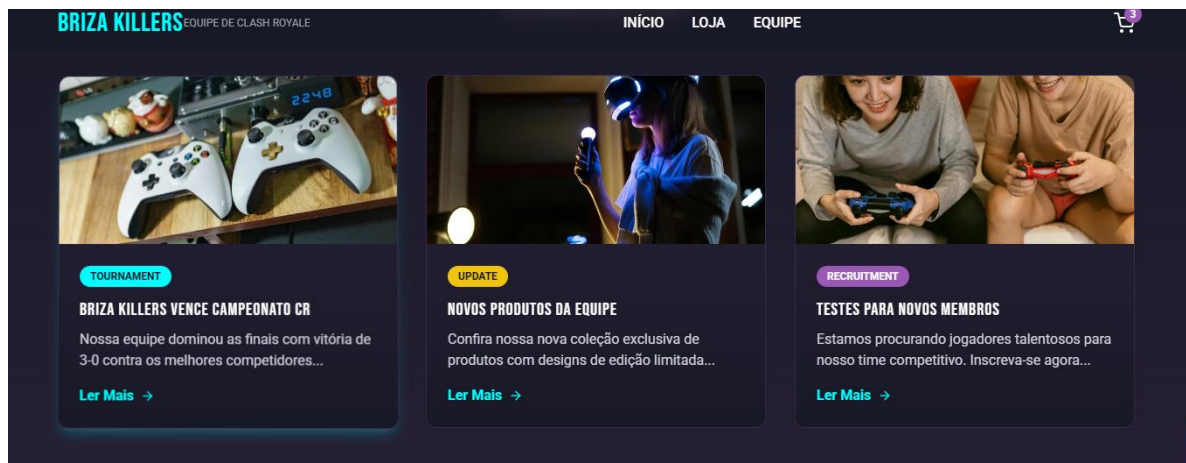 BRIZA KILLERS EQUIPE DE CLASH ROYALE
INÍCIO LOJA EQUIPE
3
2248
TOURNAMENT
BRIZA KILLERS VENCE CAMPEONATO CR
Nossa equipe dominou as finais com vitória de
3-0 contra os melhores competidores...
Ler Mais →
UPDATE
NOVOS PRODUTOS DA EQUIPE
Confira nossa nova coleção exclusiva de
produtos com designs de edição limitada...
Ler Mais →
RECRUITMENT
TESTES PARA NOVOS MEMBROS
Estamos procurando jogadores talentosos para
nosso time competitivo. Inscreva-se agora...
Ler Mais →